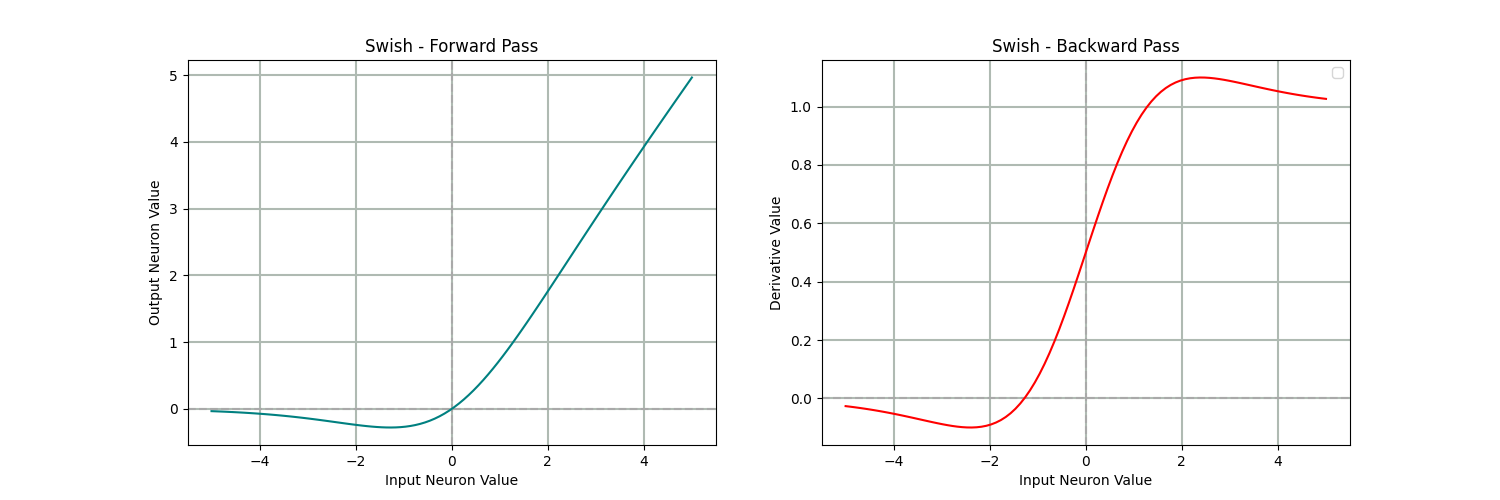 Swish - Forward Pass
Output Neuron Value
5
4
3
2
1
0
−4 −2 0 2 4
Input Neuron Value
Swish - Backward Pass
Derivative Value
1.0
0.8
0.6
0.4
0.2
0.0
−4 −2 0 2 4
Input Neuron Value